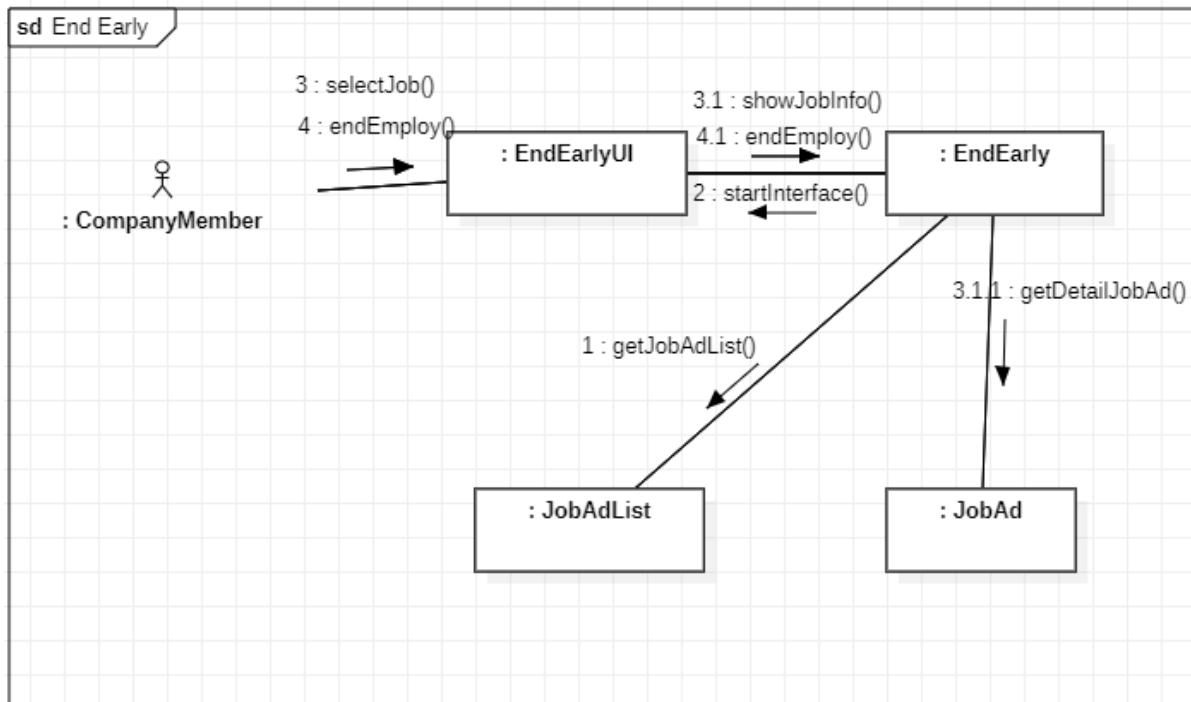 sd End Early
3 : selectJob()
4 : endEmploy()
3.1 : showJobInfo()
4.1 : endEmploy()
: EndEarlyUI
: EndEarly
2 : startInterface()
: CompanyMember
3.1.1 : getDetailJobAd()
1 : getJobAdList()
: JobAdList
: JobAd